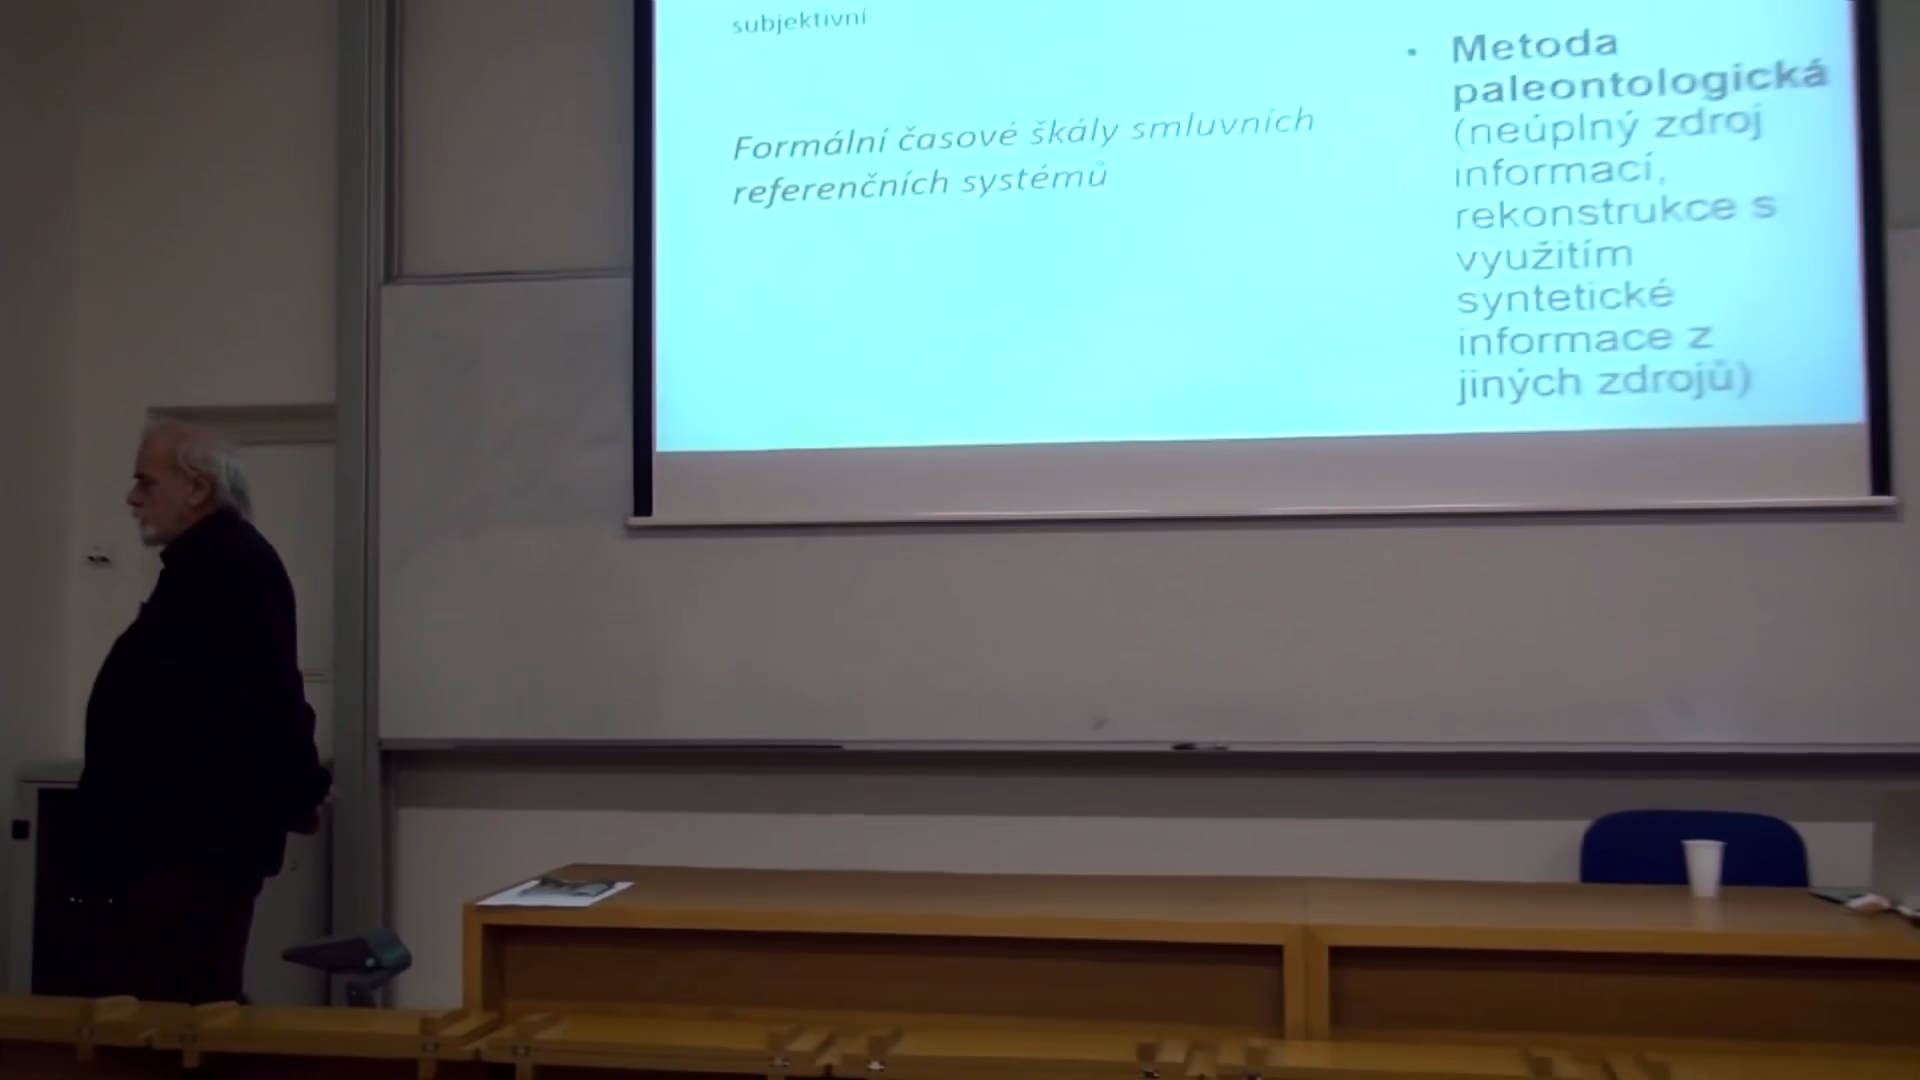 subjektivní
Formální časové škály smluvních
referenčních systémů
• Metoda
paleontologická
(neúplný zdroj
informací,
rekonstrukce s
využitím
syntetické
informace z
jiných zdrojů)